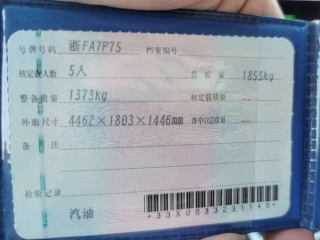 号牌号码 浙FA7P75 档案编号
核定载人数 5人 总质量 1855kg
整备质量 1373kg 核定载质量 --
外廓尺寸 4462×1803×1446mm 准牵引总质量 --
备注
检验记录
汽油
*33X0033231140*